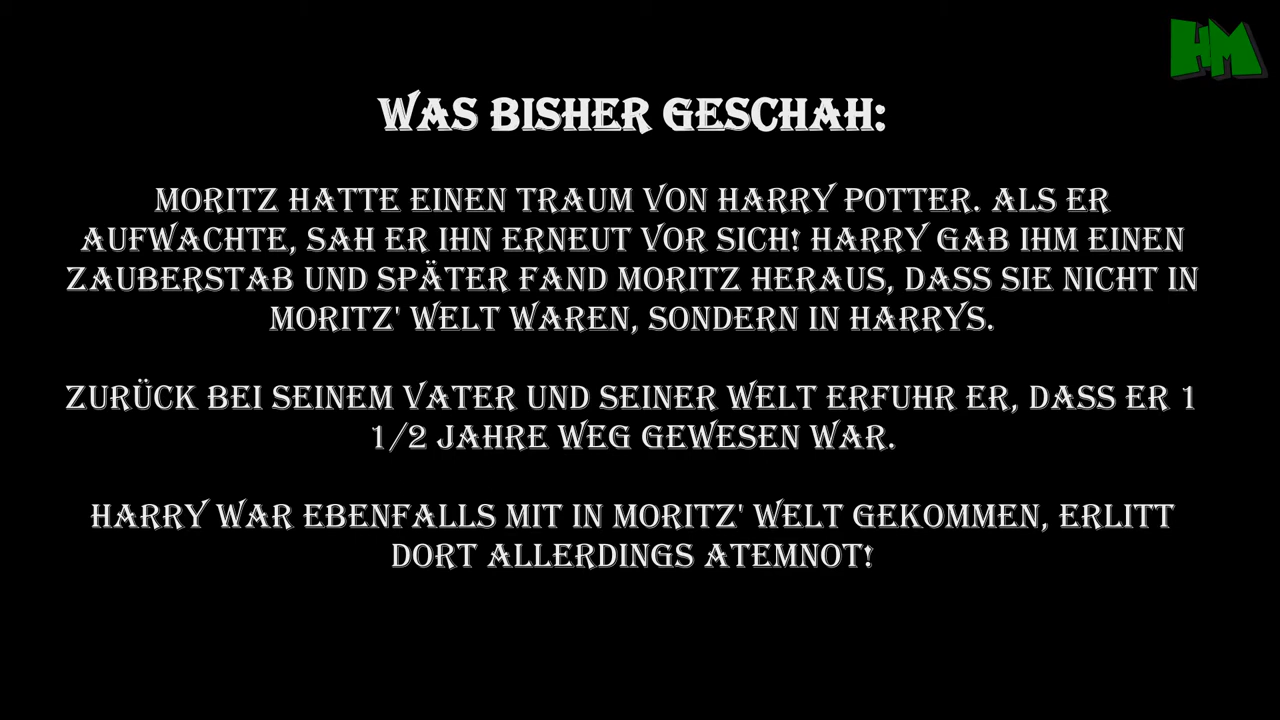 HM
WAS BISHER GESCHAH:
MORITZ HATTE EINEN TRAUM VON HARRY POTTER. ALS ER
AUFWACHTE, SAH ER IHN ERNEUT VOR SICH! HARRY GAB IHM EINEN
ZAUBERSTAB UND SPÄTER FAND MORITZ HERAUS, DASS SIE NICHT IN
MORITZ' WELT WAREN, SONDERN IN HARRYS.
ZURÜCK BEI SEINEM VATER UND SEINER WELT ERFUHR ER, DASS ER 1
1/2 JAHRE WEG GEWESEN WAR.
HARRY WAR EBENFALLS MIT IN MORITZ' WELT GEKOMMEN, ERLITT
DORT ALLERDINGS ATEMNOT!